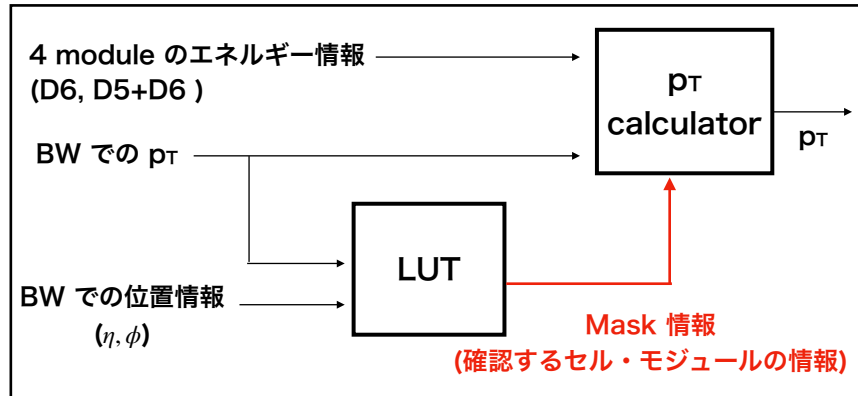 4 module のエネルギー情報
(D6, D5+D6 )
pT
calculator
pT
BW での pT
LUT
BW での位置情報
(η, ϕ)
Mask 情報
(確認するセル・モジュールの情報)